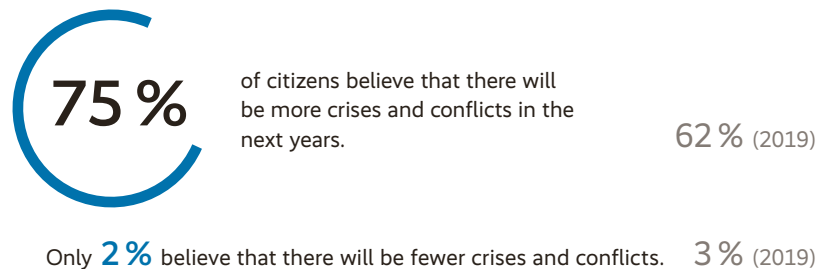 75 %
of citizens believe that there will
be more crises and conflicts in the
next years.
62 % (2019)
Only 2 % believe that there will be fewer crises and conflicts. 3 % (2019)